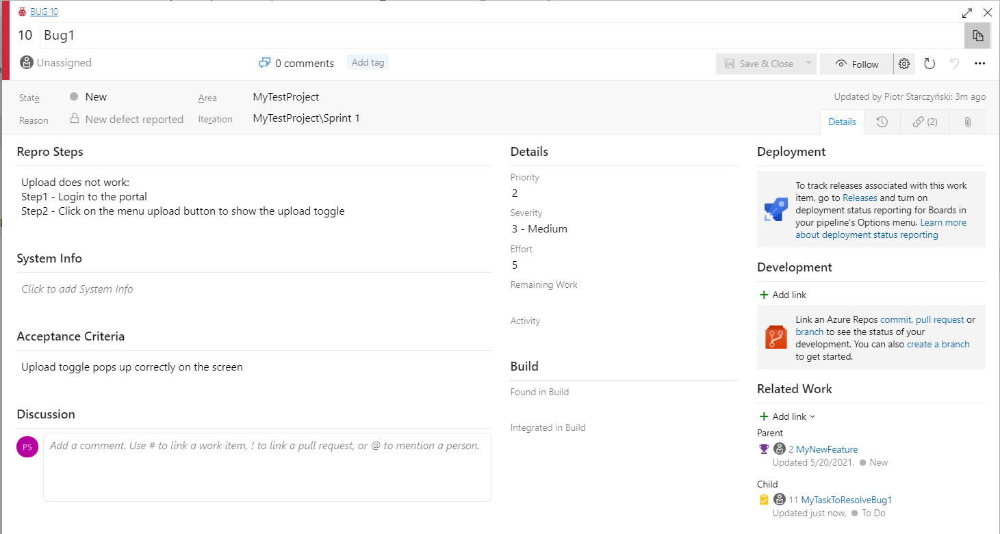 BUG 10
10 Bug1
Unassigned
0 comments
Add tag
Save & Close
Follow
State
New
Area
MyTestProject
Updated by Piotr Starczyński: 3m ago
Reason
New defect reported
Iteration
MyTestProject\Sprint 1
Details
(2)
Repro Steps
Upload does not work:
Step1 - Login to the portal
Step2 - Click on the menu upload button to show the upload toggle
System Info
Click to add System Info
Acceptance Criteria
Upload toggle pops up correctly on the screen
Discussion
PS
Add a comment. Use # to link a work item, ! to link a pull request, or @ to mention a person.
Details
Priority
2
Severity
3 - Medium
Effort
5
Remaining Work
Activity
Build
Found in Build
Integrated in Build
Deployment
To track releases associated with this work
item, go to Releases and turn on
deployment status reporting for Boards in
your pipeline's Options menu. Learn more
about deployment status reporting
Development
Add link
Link an Azure Repos commit, pull request or
branch to see the status of your
development. You can also create a branch
to get started.
Related Work
Add link
Parent
2 MyNewFeature
Updated 5/20/2021, New
Child
11 MyTaskToResolveBug1
Updated just now, To Do